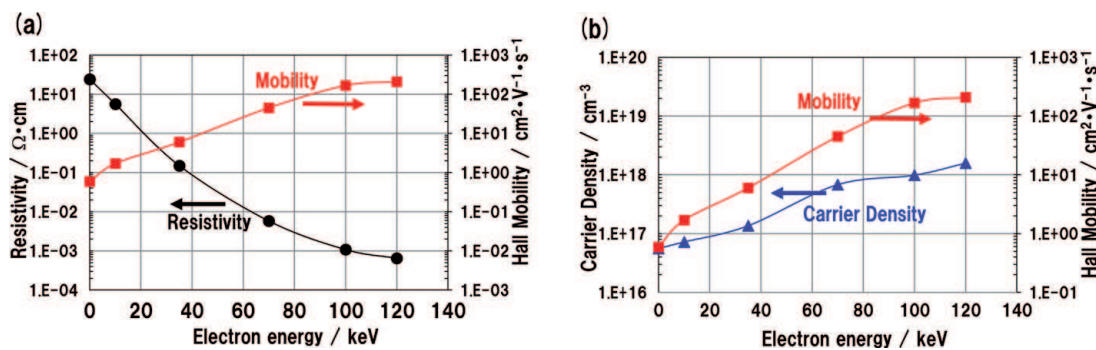 (a)
1.E+02
1.E+01
1.E+00
1.E-01
1.E-02
1.E-03
1.E-04
Resistivity / Ω•cm
Mobility
Resistivity
1.E+03
1.E+02
1.E+01
1.E+00
1.E-01
1.E-02
1.E-03
Hall Mobility / cm²•V⁻¹•s⁻¹
0 20 40 60 80 100 120 140
Electron energy / keV
(b)
1.E+20
1.E+19
1.E+18
1.E+17
1.E+16
Carrier Density / cm⁻³
Mobility
Carrier Density
1.E+03
1.E+02
1.E+01
1.E+00
1.E-01
Hall Mobility / cm²•V⁻¹•s⁻¹
0 20 40 60 80 100 120 140
Electron energy / keV